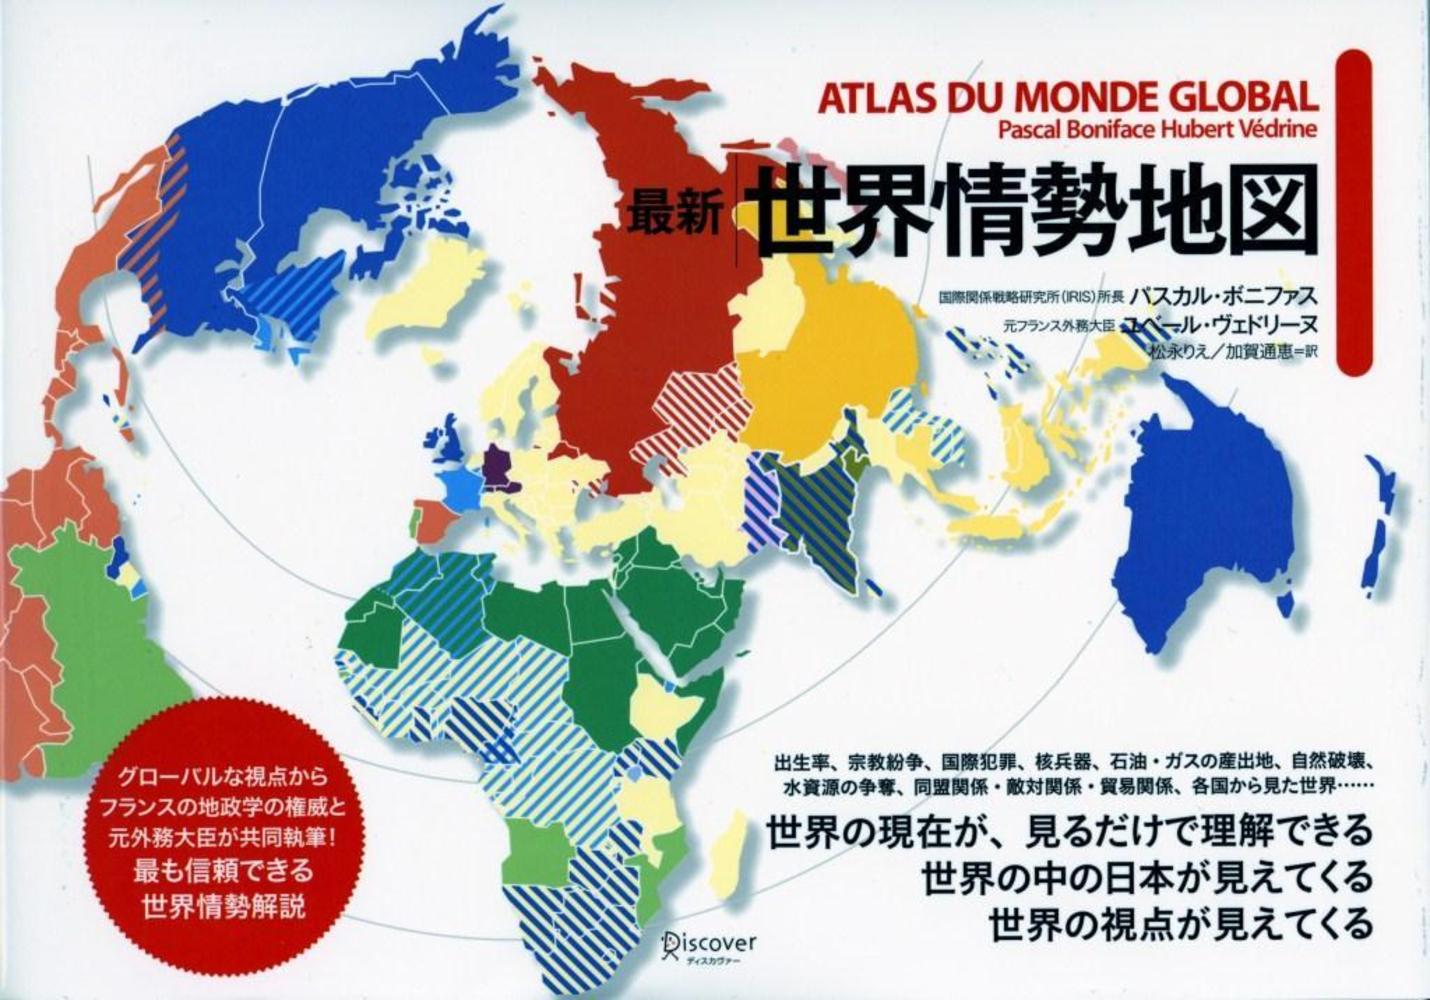 ATLAS DU MONDE GLOBAL
Pascal Boniface Hubert Védrine
最新 世界情勢地図
国際関係戦略研究所(IRIS)所長 パスカル・ボニファス
元フランス外務大臣 ユベール・ヴェドリーヌ
松永りえ/加賀通恵=訳
グローバルな視点から
フランスの地政学の権威と
元外務大臣が共同執筆!
最も信頼できる
世界情勢解説
出生率、宗教紛争、国際犯罪、核兵器、石油・ガスの産出地、自然破壊、
水資源の争奪、同盟関係・敵対関係・貿易関係、各国から見た世界……
世界の現在が、見るだけで理解できる
世界の中の日本が見えてくる
世界の視点が見えてくる
Discover
ディスカヴァー